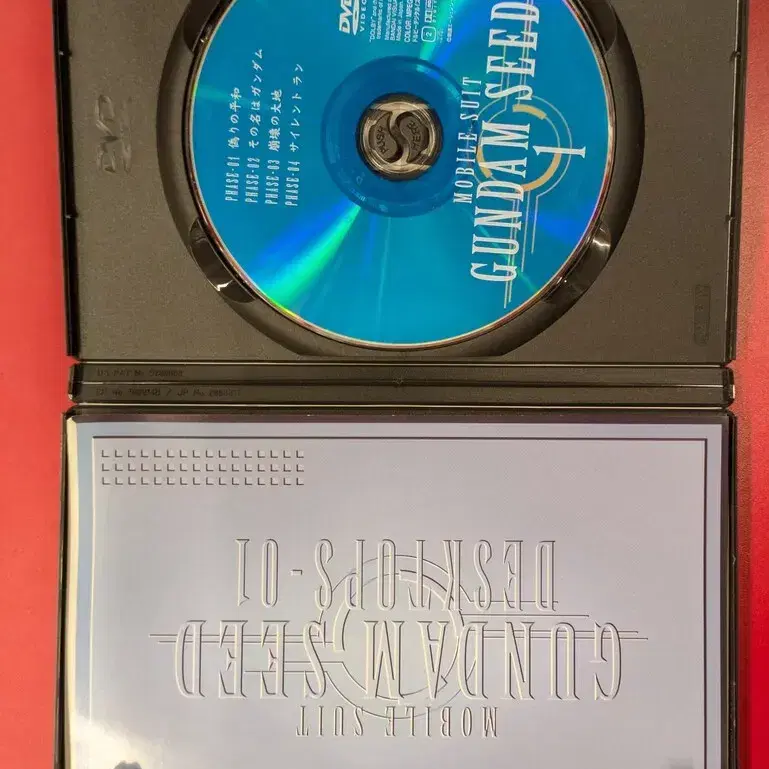 MOBILE SUIT
GUNDAM SEED
1
PHASE-01 偽りの平和
PHASE-02 その名はガンダム
PHASE-03 崩壊の大地
PHASE-04 サイレント ラン
DVD
VIDEO
PUSH
MOBILE SUIT
GUNDAM SEED
DESKTOPS-01